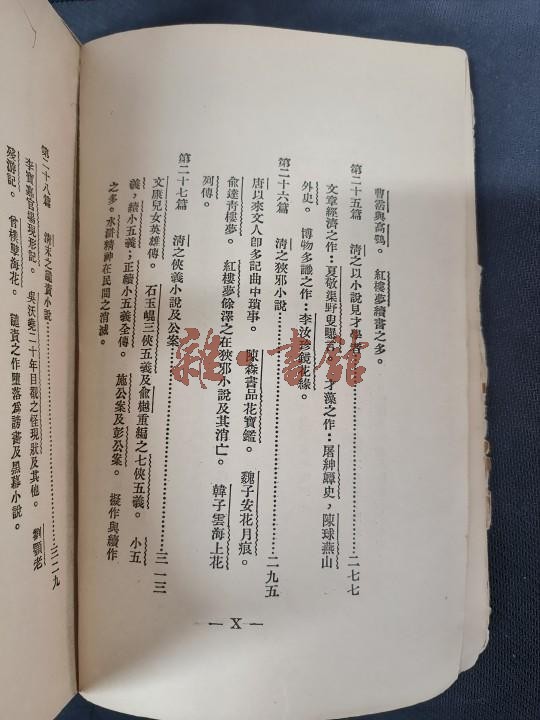 曹霑與高鶚。　紅樓夢續書之多。
第二十五篇　清之以小說見才學者……二七七
文章經濟之作：夏敬渠野叟曝言。　才藻之作：屠紳蟫史，陳球燕山
外史。　博物多識之作：李汝珍鏡花緣。
第二十六篇　清之狹邪小說……二九五
唐以來文人卽多記曲中瑣事。　陳森書品花寶鑑。　魏子安花月痕。
兪達靑樓夢。　紅樓夢餘澤之在狹邪小說及其消亡。　韓子雲海上花
列傳。
第二十七篇　清之俠義小說及公案……三一三
文康兒女英雄傳。　石玉崐三俠五義及兪樾重編之七俠五義。　小五
義，續小五義；正續小五義全傳。　施公案及彭公案。　擬作與續作
之多。　水滸精神在民間之消滅。
— X —
第二十八篇　淸末之譴責小說……三二九
李寶嘉官場現形記。　吳沃堯二十年目睹之怪現狀及其他。　劉鶚老
殘游記。　曾樸孽海花。　譴責之作墮落爲謗書及黑幕小說。
雜·書館